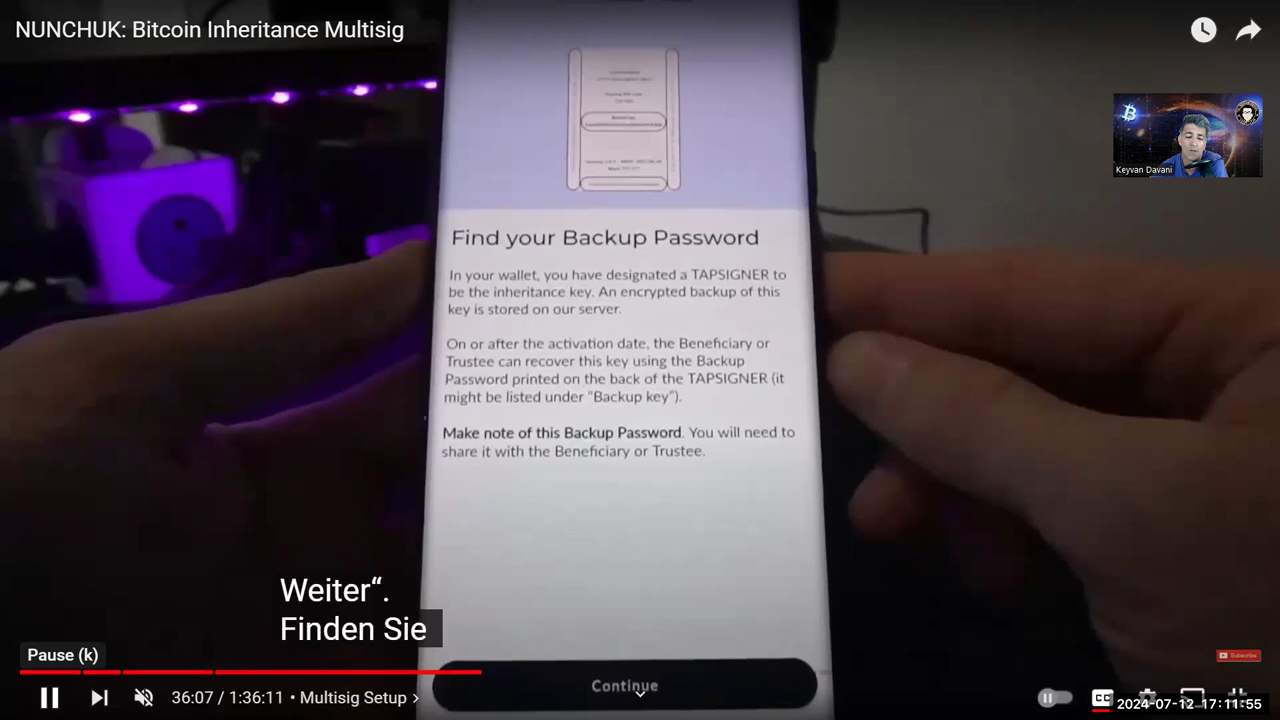 NUNCHUK: Bitcoin Inheritance Multisig
Keyvan Davani
Find your Backup Password
In your wallet, you have designated a TAPSIGNER to
be the inheritance key. An encrypted backup of this
key is stored on our server.
On or after the activation date, the Beneficiary or
Trustee can recover this key using the Backup
Password printed on the back of the TAPSIGNER (it
might be listed under "Backup key").
Make note of this Backup Password. You will need to
share it with the Beneficiary or Trustee.
Weiter“.
Finden Sie
Pause (k)
Subscribe
Continue
36:07 / 1:36:11 • Multisig Setup ›
CC
2024-07-12 17:11:55